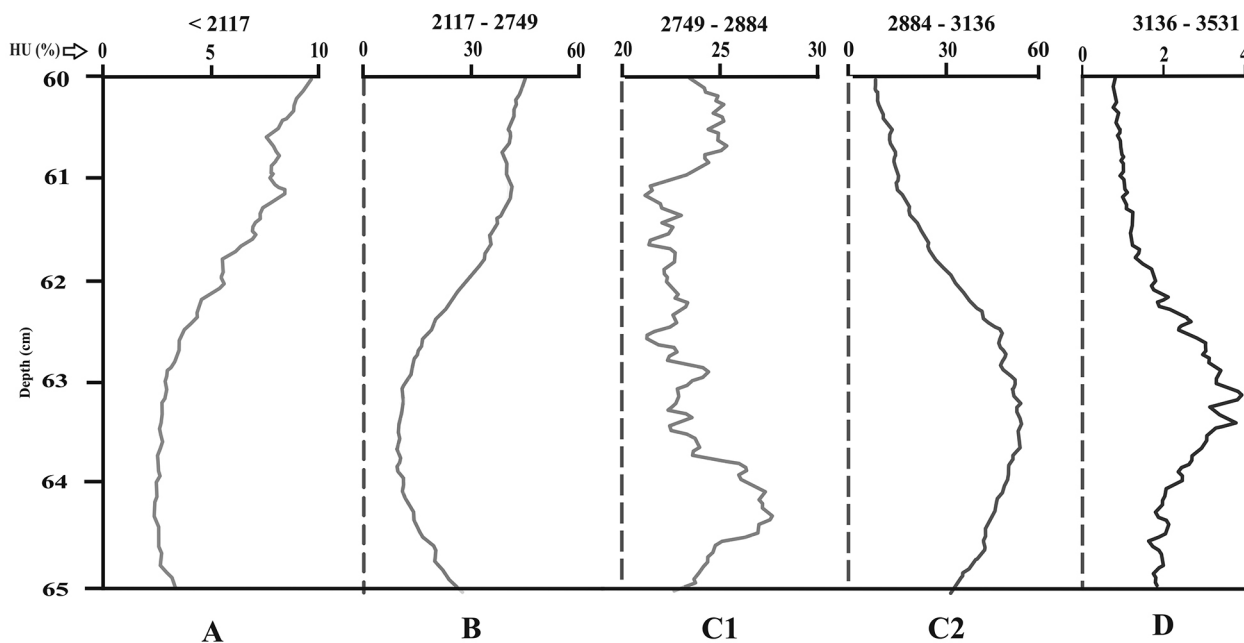 < 2117 2117 - 2749 2749 - 2884 2884 - 3136 3136 - 3531
HU (%) 0 5 10 0 30 60 20 25 30 0 30 60 0 2 4
60
61
62
Depth (cm)
63
64
65
A B C1 C2 D